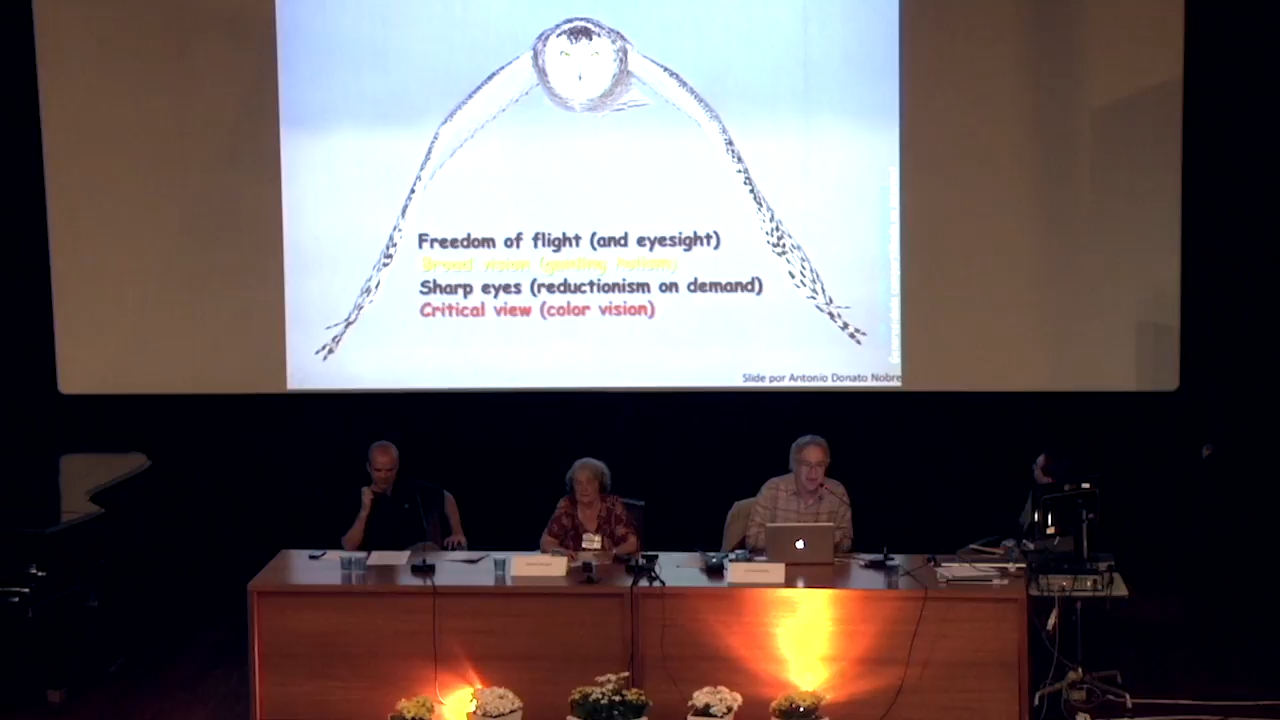 Freedom of flight (and eyesight)
Broad vision (guiding holism)
Sharp eyes (reductionism on demand)
Critical view (color vision)
Slide por Antonio Donato Nobre